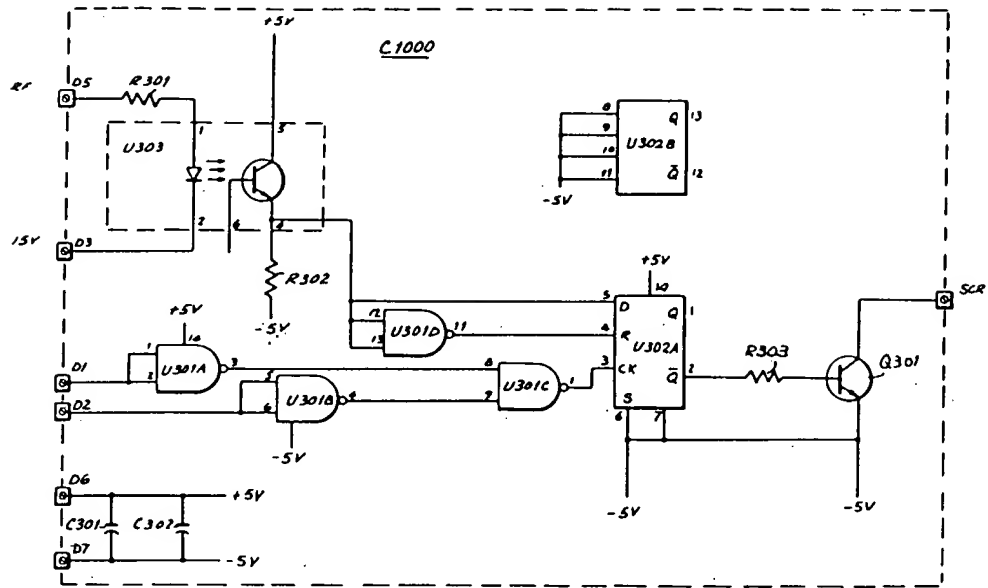 +5V
C1000
RF D5 R301
1 5
U303
2 6 4
15V D3
R302
-5V
8 Q 13
9
10 U302B
11 Q̅ 12
-5V
+5V
14
5 D Q 1
4 R
U302A
3 CK Q̅ 2
S
6 7
-5V
12
13 U301D 11
+5V
14
D1 1
2 U301A 3
8
9 U301C
D2 5
6 U301B 4
-5V
R303
Q301
-5V
SCR
D6 +5V
C301 C302
D7 -5V